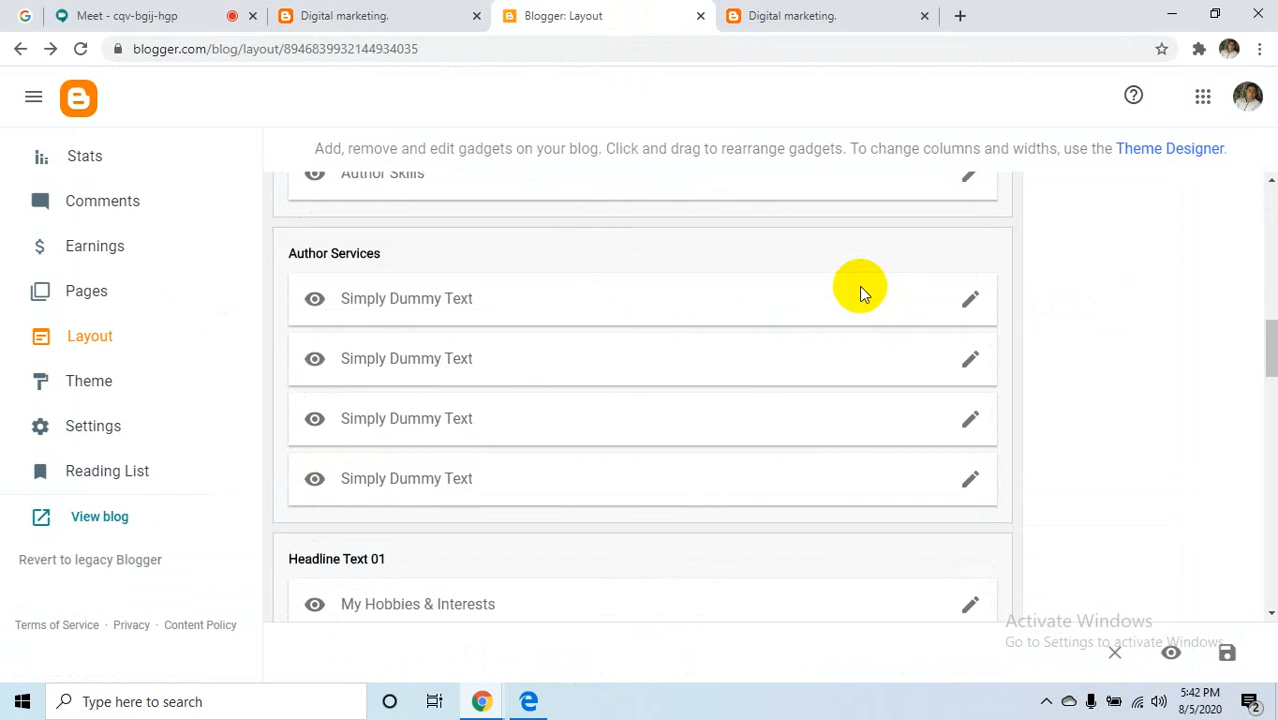 Meet - cqv-bgij-hgp
Digital marketing.
Blogger: Layout
Digital marketing.
blogger.com/blog/layout/8946839932144934035
Add, remove and edit gadgets on your blog. Click and drag to rearrange gadgets. To change columns and widths, use the Theme Designer.
Stats
Comments
Earnings
Pages
Layout
Theme
Settings
Reading List
View blog
Revert to legacy Blogger
Terms of Service · Privacy · Content Policy
Author Skills
Author Services
Simply Dummy Text
Simply Dummy Text
Simply Dummy Text
Simply Dummy Text
Headline Text 01
My Hobbies & Interests
Activate Windows
Go to Settings to activate Windows.
Type here to search
5:42 PM
8/5/2020
2